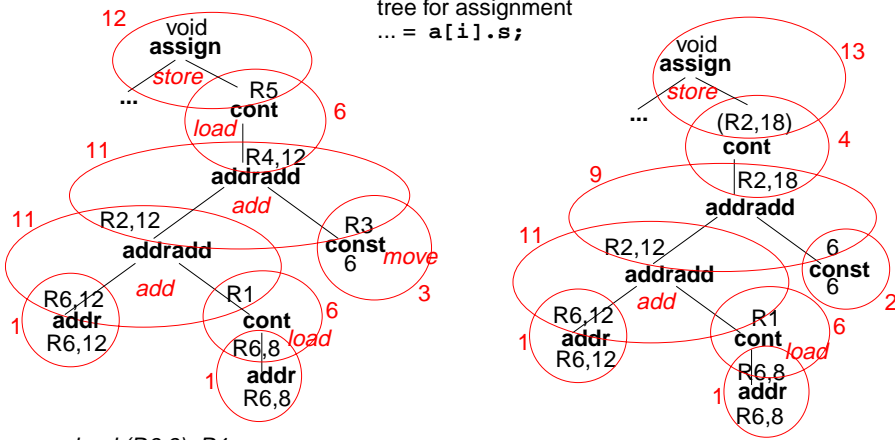 tree for assignment
... = a[i].s;
12
void
assign
store
...
R5
cont
load
6
11
R4,12
addradd
add
11
R2,12
addradd
add
R3
const
6
move
3
R6,12
addr
R6,12
1
R1
cont
load
6
R6,8
addr
R6,8
1
void
assign
store
13
...
(R2,18)
cont
4
9
R2,18
addradd
11
R2,12
addradd
add
6
const
6
2
R6,12
addr
R6,12
1
R1
cont
load
6
R6,8
addr
R6,8
1